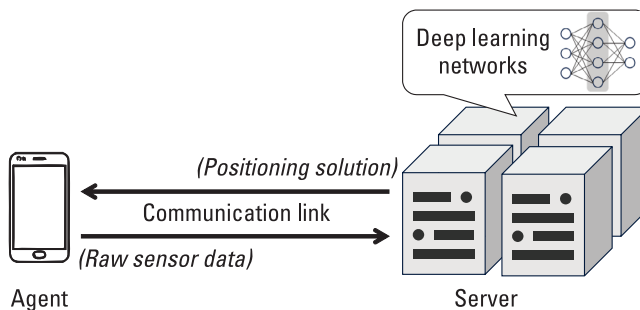 Deep learning
networks
(Positioning solution)
Communication link
(Raw sensor data)
Agent
Server